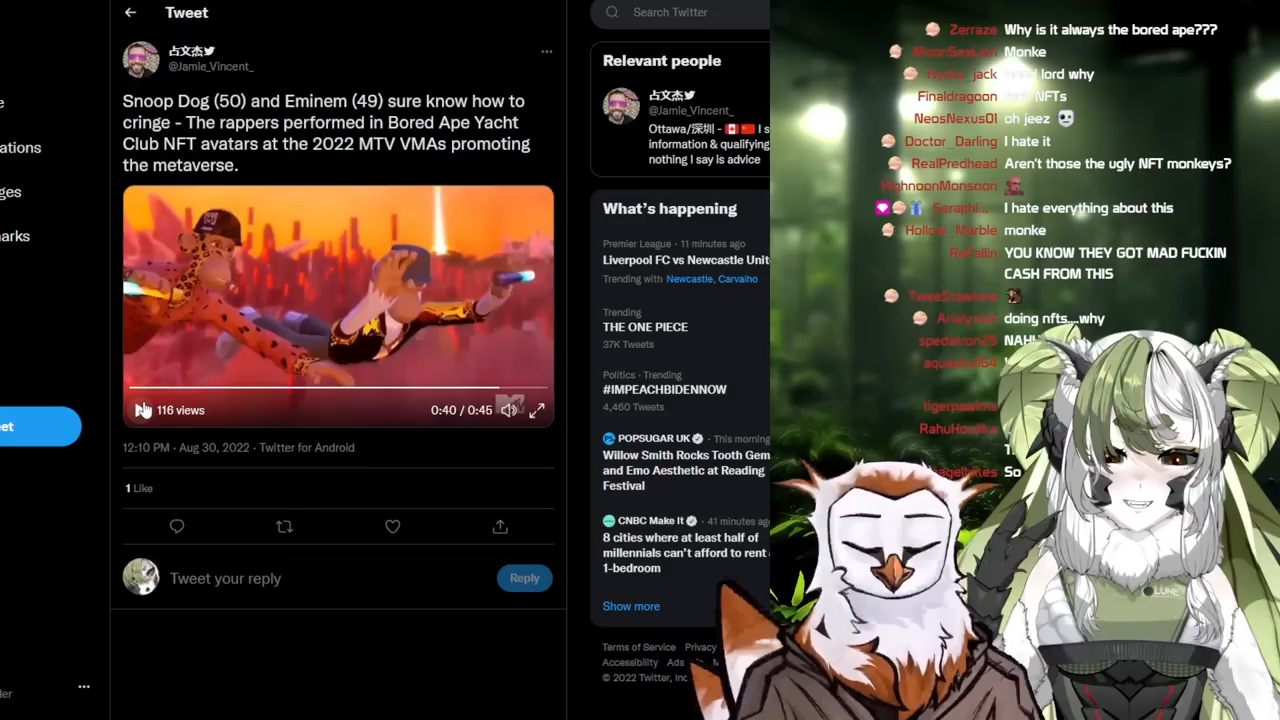 Tweet
占文杰
@Jamie_Vincent_
Snoop Dog (50) and Eminem (49) sure know how to
cringe - The rappers performed in Bored Ape Yacht
Club NFT avatars at the 2022 MTV VMAs promoting
the metaverse.
116 views
0:40 / 0:45
12:10 PM · Aug 30, 2022 · Twitter for Android
1 Like
Tweet your reply
Reply
Search Twitter
Relevant people
占文杰
@Jamie_Vincent_
Ottawa/深圳 - I s
information & qualifying
nothing I say is advice
What's happening
Premier League · 11 minutes ago
Liverpool FC vs Newcastle Unit
Trending with Newcastle, Carvalho
Trending
THE ONE PIECE
37K Tweets
Politics · Trending
#IMPEACHBIDENNOW
4,460 Tweets
POPSUGAR UK · This morning
Willow Smith Rocks Tooth Gem
and Emo Aesthetic at Reading
Festival
CNBC Make It · 41 minutes ago
8 cities where at least half of
millennials can't afford to rent
1-bedroom
Show more
Terms of Service Privacy
Accessibility Ads
© 2022 Twitter, Inc
Zerraze Why is it always the bored ape???
Monke
lord why
Finaldragoon NFTs
NeosNexus01 oh jeez
Doctor_Darling I hate it
RealPredhead Aren't those the ugly NFT monkeys?
HighnoonMonsoon
Seraphi... I hate everything about this
Hollow_Marble monke
YOU KNOW THEY GOT MAD FUCKIN
CASH FROM THIS
doing nfts....why
spedatron25
So